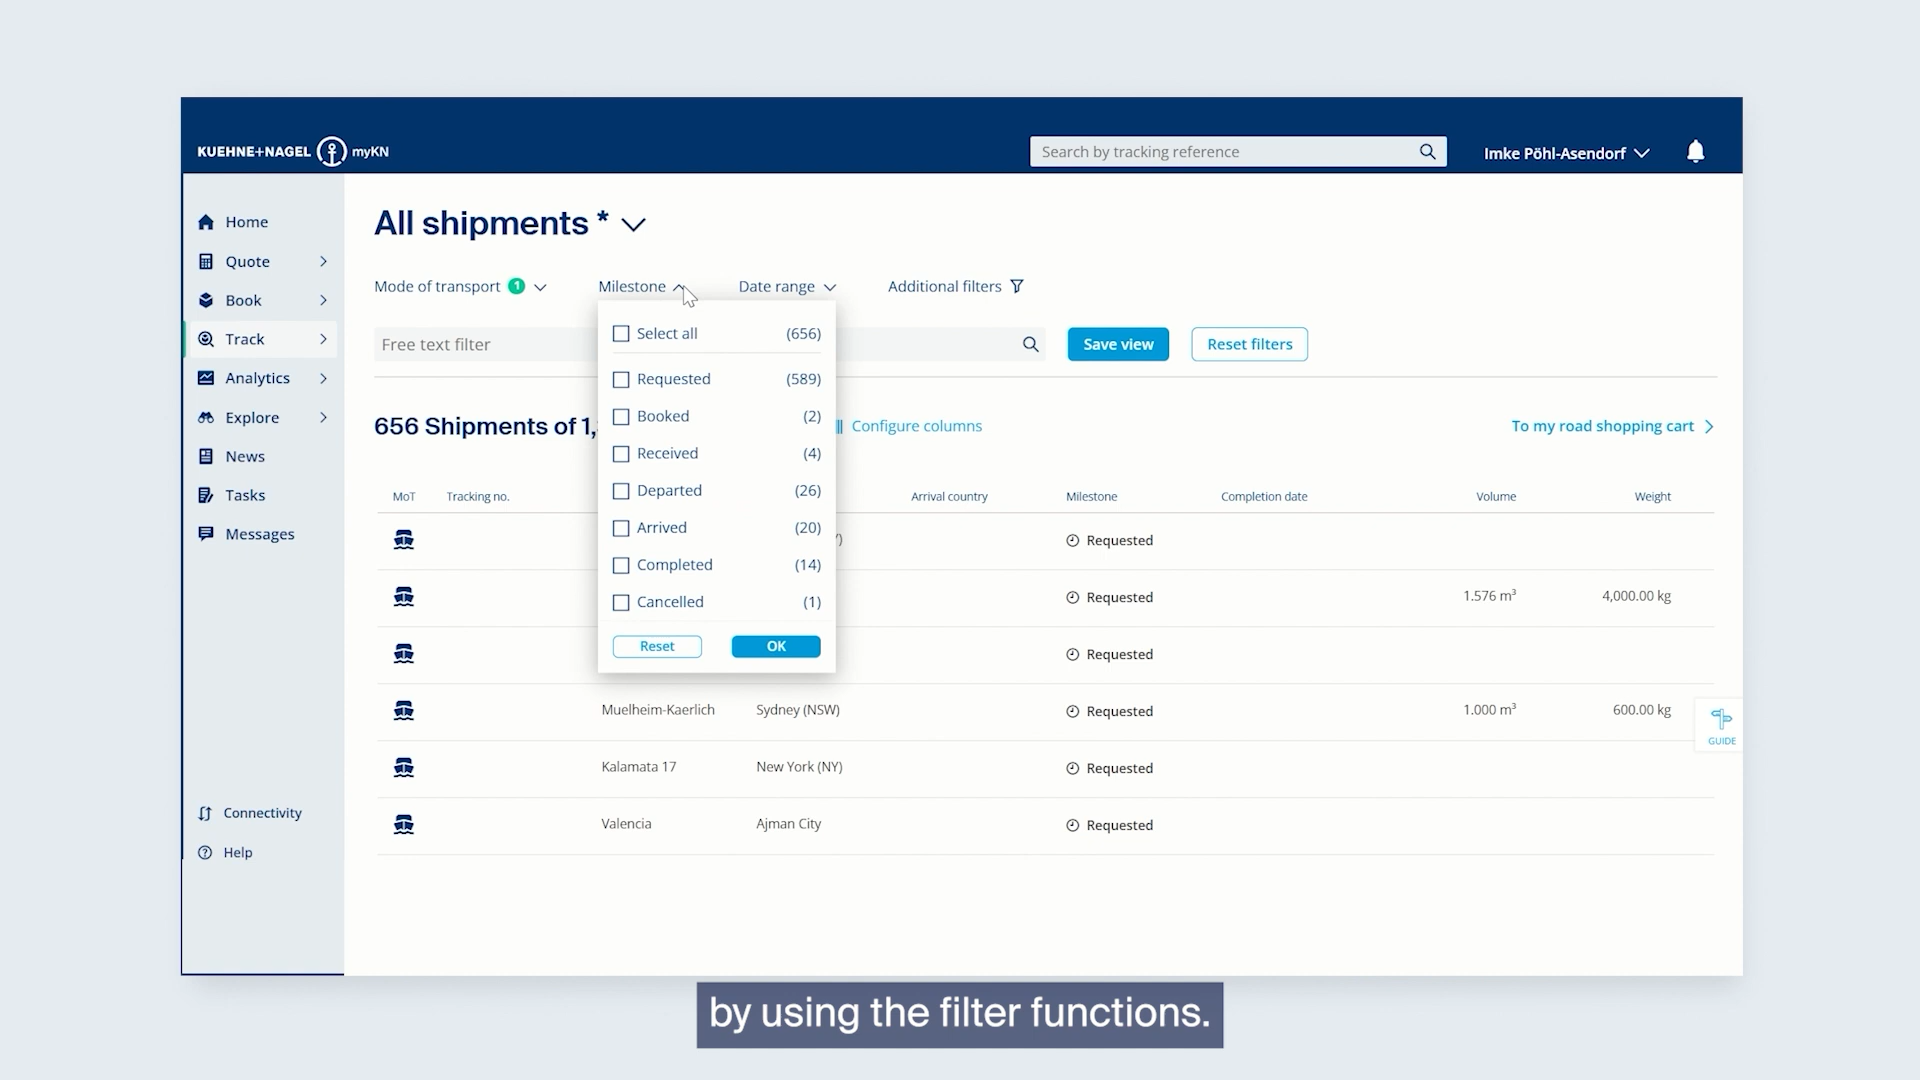 KUEHNE+NAGEL myKN
Search by tracking reference
Imke Pöhl-Asendorf
Home
Quote
Book
Track
Analytics
Explore
News
Tasks
Messages
Connectivity
Help
All shipments *
Mode of transport 1
Milestone
Date range
Additional filters
Free text filter
Save view
Reset filters
Select all (656)
Requested (589)
Booked (2)
Received (4)
Departed (26)
Arrived (20)
Completed (14)
Cancelled (1)
Reset OK
656 Shipments of 1,
Configure columns
To my road shopping cart
MoT Tracking no. Arrival country Milestone Completion date Volume Weight
Requested
Requested 1.576 m³ 4,000.00 kg
Requested
Muelheim-Kaerlich Sydney (NSW) Requested 1.000 m³ 600.00 kg
Kalamata 17 New York (NY) Requested
Valencia Ajman City Requested
GUIDE
by using the filter functions.